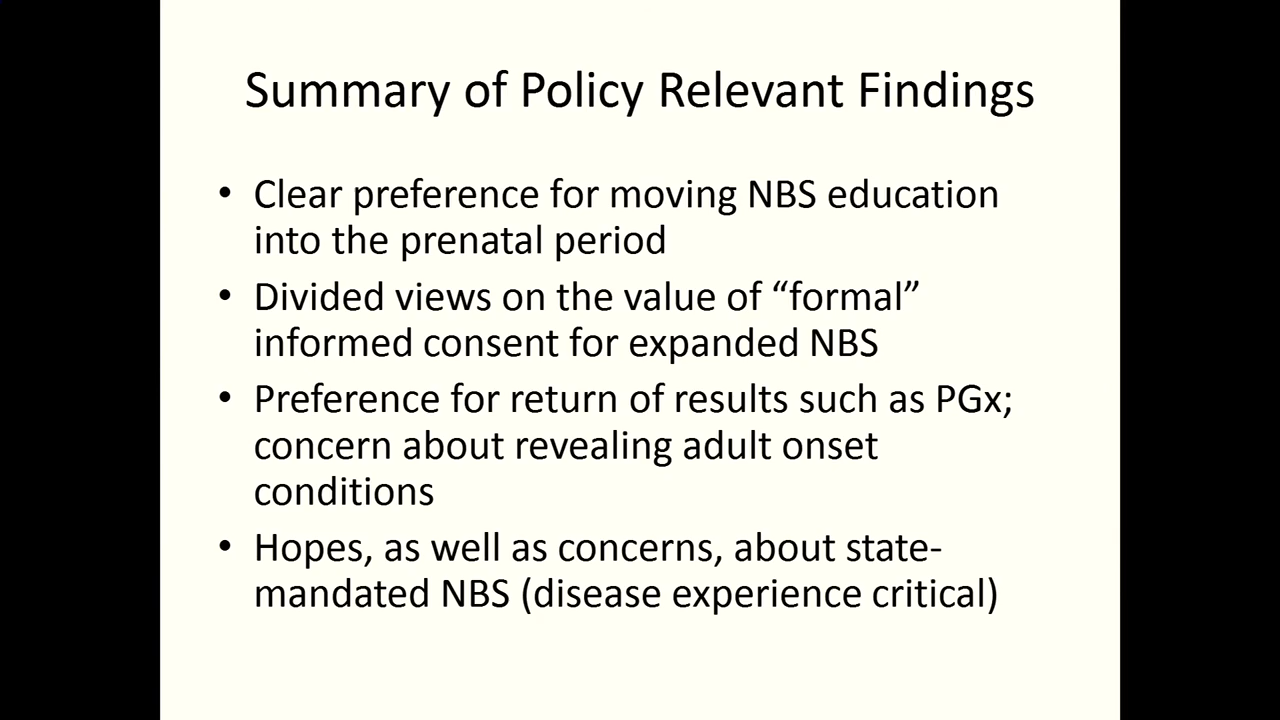 Summary of Policy Relevant Findings
• Clear preference for moving NBS education
into the prenatal period
• Divided views on the value of “formal”
informed consent for expanded NBS
• Preference for return of results such as PGx;
concern about revealing adult onset
conditions
• Hopes, as well as concerns, about state-
mandated NBS (disease experience critical)